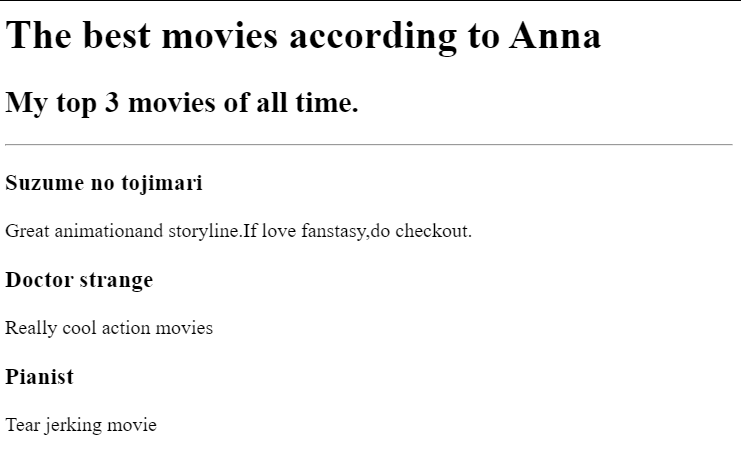 The best movies according to Anna
My top 3 movies of all time.
Suzume no tojimari
Great animationand storyline.If love fanstasy,do checkout.
Doctor strange
Really cool action movies
Pianist
Tear jerking movie